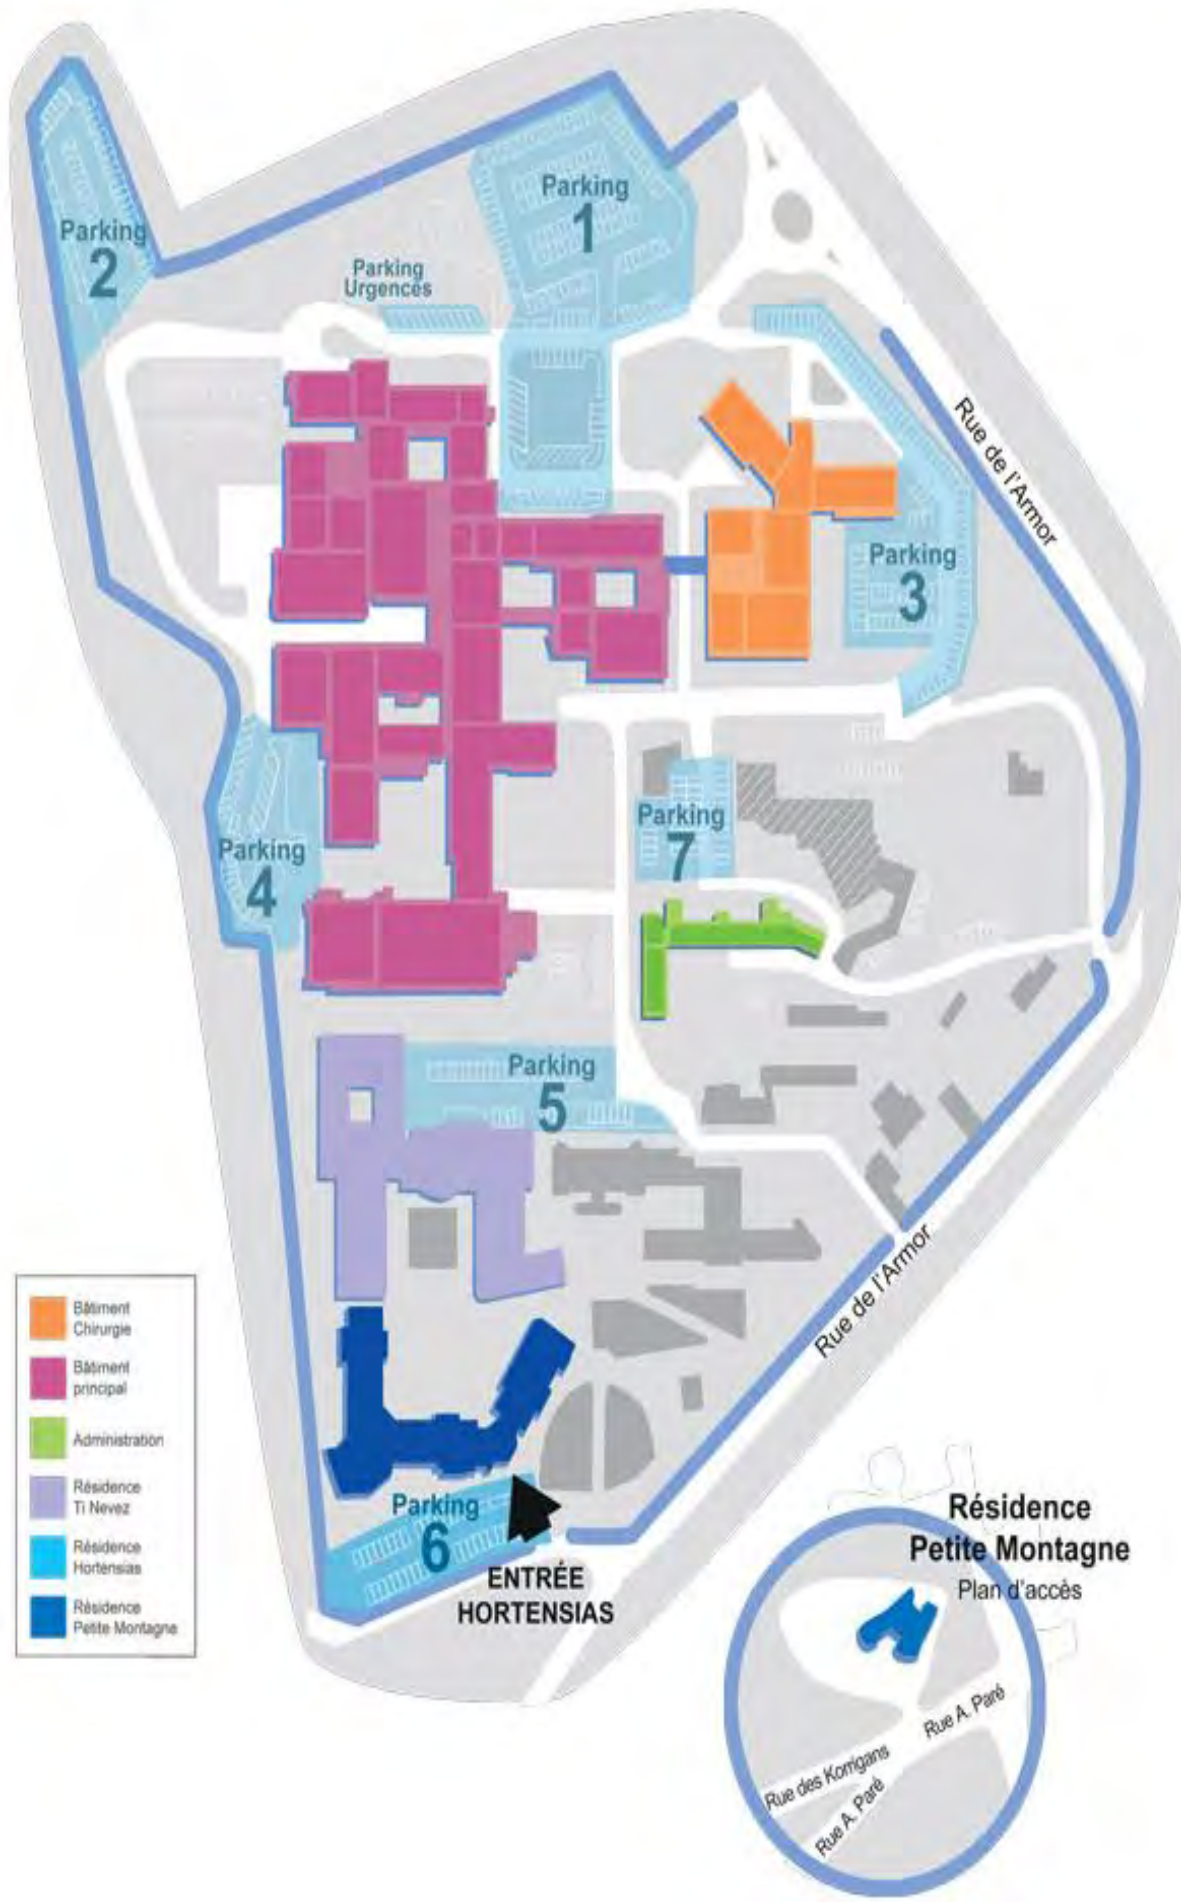 Parking
1
Parking
2
Parking
Urgences
Rue de l'Armor
Parking
3
Parking
7
Parking
4
Parking
5
Rue de l'Armor
Bâtiment
Chirurgie
Bâtiment
principal
Administration
Résidence
Ti Nevez
Résidence
Hortensias
Résidence
Petite Montagne
Parking
6
ENTRÉE
HORTENSIAS
Résidence
Petite Montagne
Plan d'accès
Rue A. Paré
Rue des Korrigans
Rue A. Paré